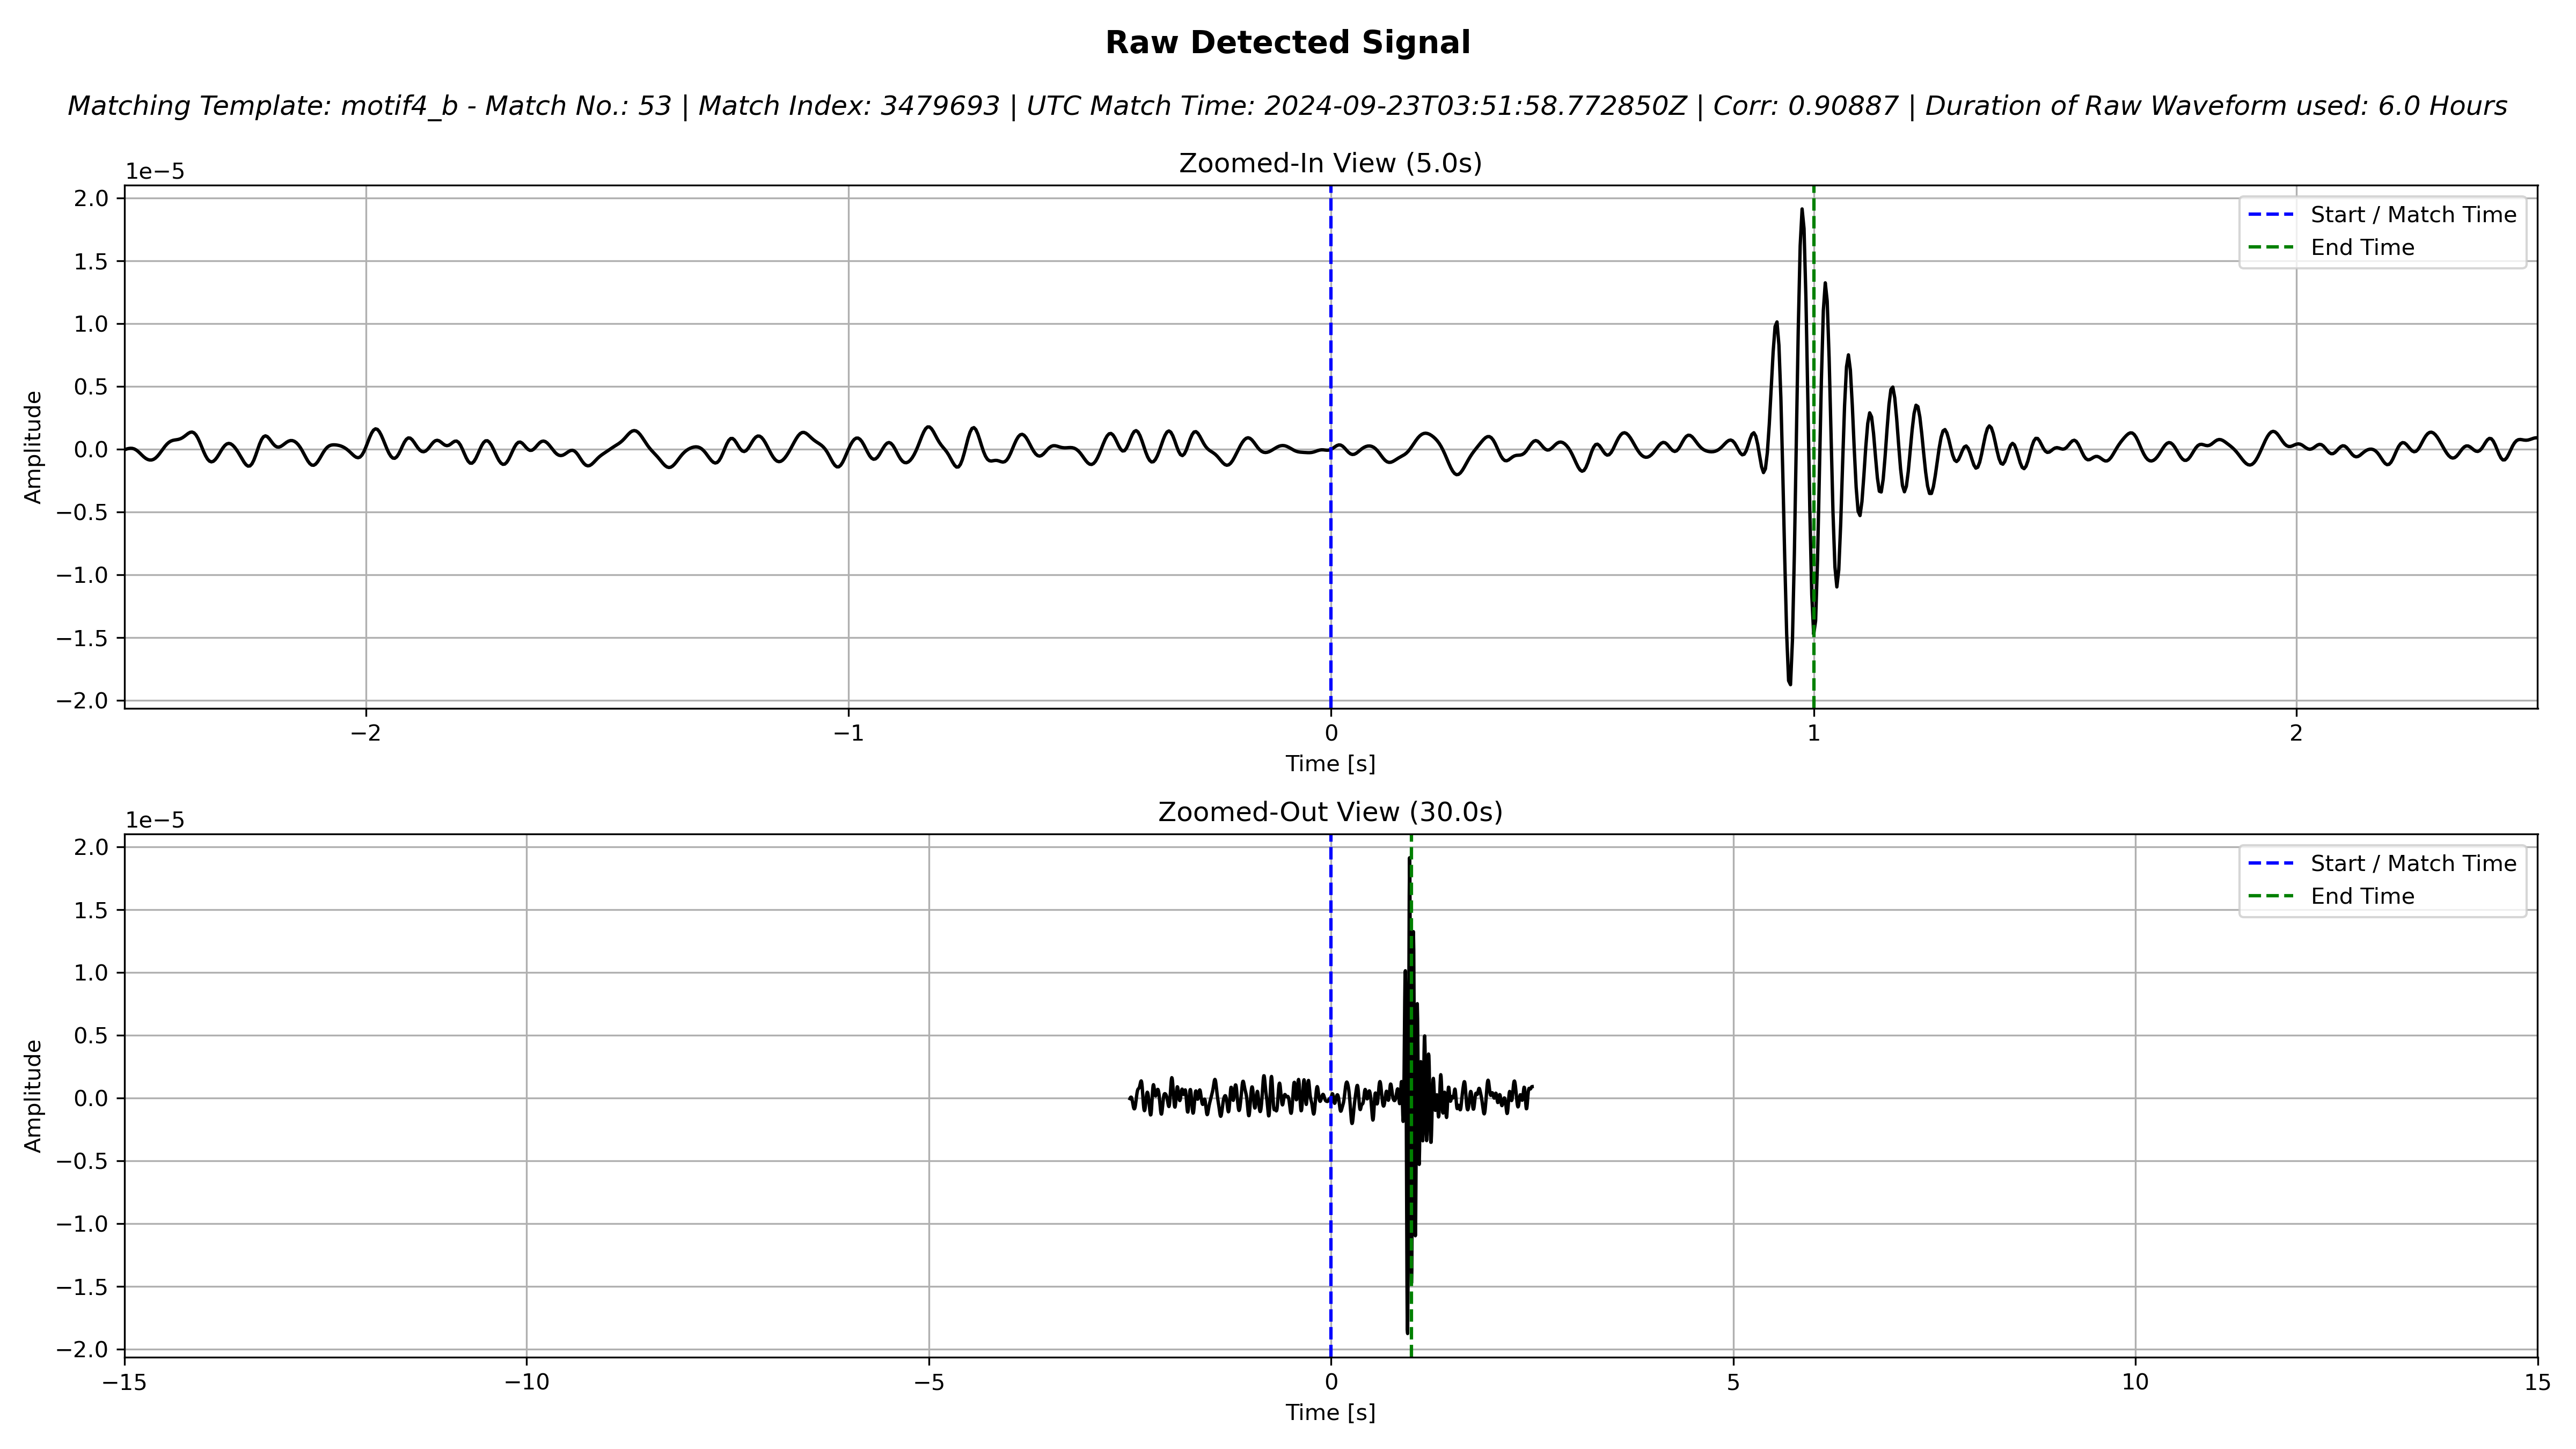 Raw Detected Signal
Matching Template: motif4_b - Match No.: 53 | Match Index: 3479693 | UTC Match Time: 2024-09-23T03:51:58.772850Z | Corr: 0.90887 | Duration of Raw Waveform used: 6.0 Hours
Zoomed-In View (5.0s)
1e−5
2.0
1.5
1.0
0.5
0.0
−0.5
−1.0
−1.5
−2.0
Amplitude
Start / Match Time
End Time
−2 −1 0 1 2
Time [s]
Zoomed-Out View (30.0s)
1e−5
2.0
1.5
1.0
0.5
0.0
−0.5
−1.0
−1.5
−2.0
Amplitude
Start / Match Time
End Time
−15 −10 −5 0 5 10 15
Time [s]